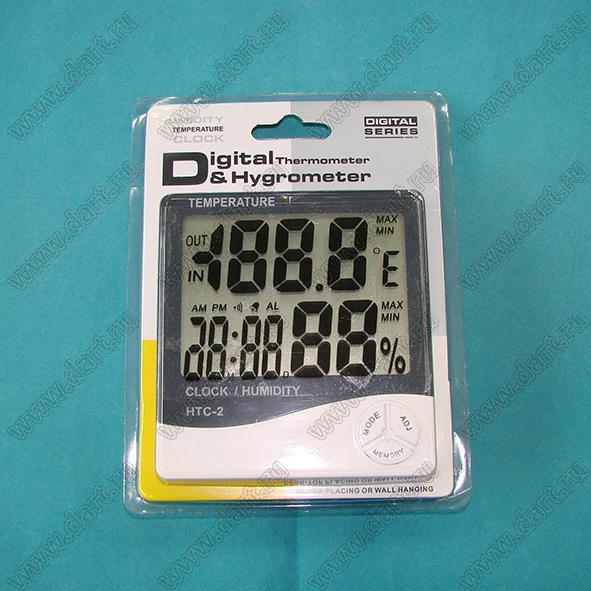 HUMIDITY
TEMPERATURE
CLOCK
DIGITAL
SERIES
Digital Thermometer
& Hygrometer
TEMPERATURE
OUT
IN
-188.8
°E
MAX
MIN
AM PM AL
28:88
88
%
MAX
MIN
CLOCK / HUMIDITY
HTC-2
MODE
ADJ
MEMORY
PLACING OR WALL HANGING
www.dart.ru